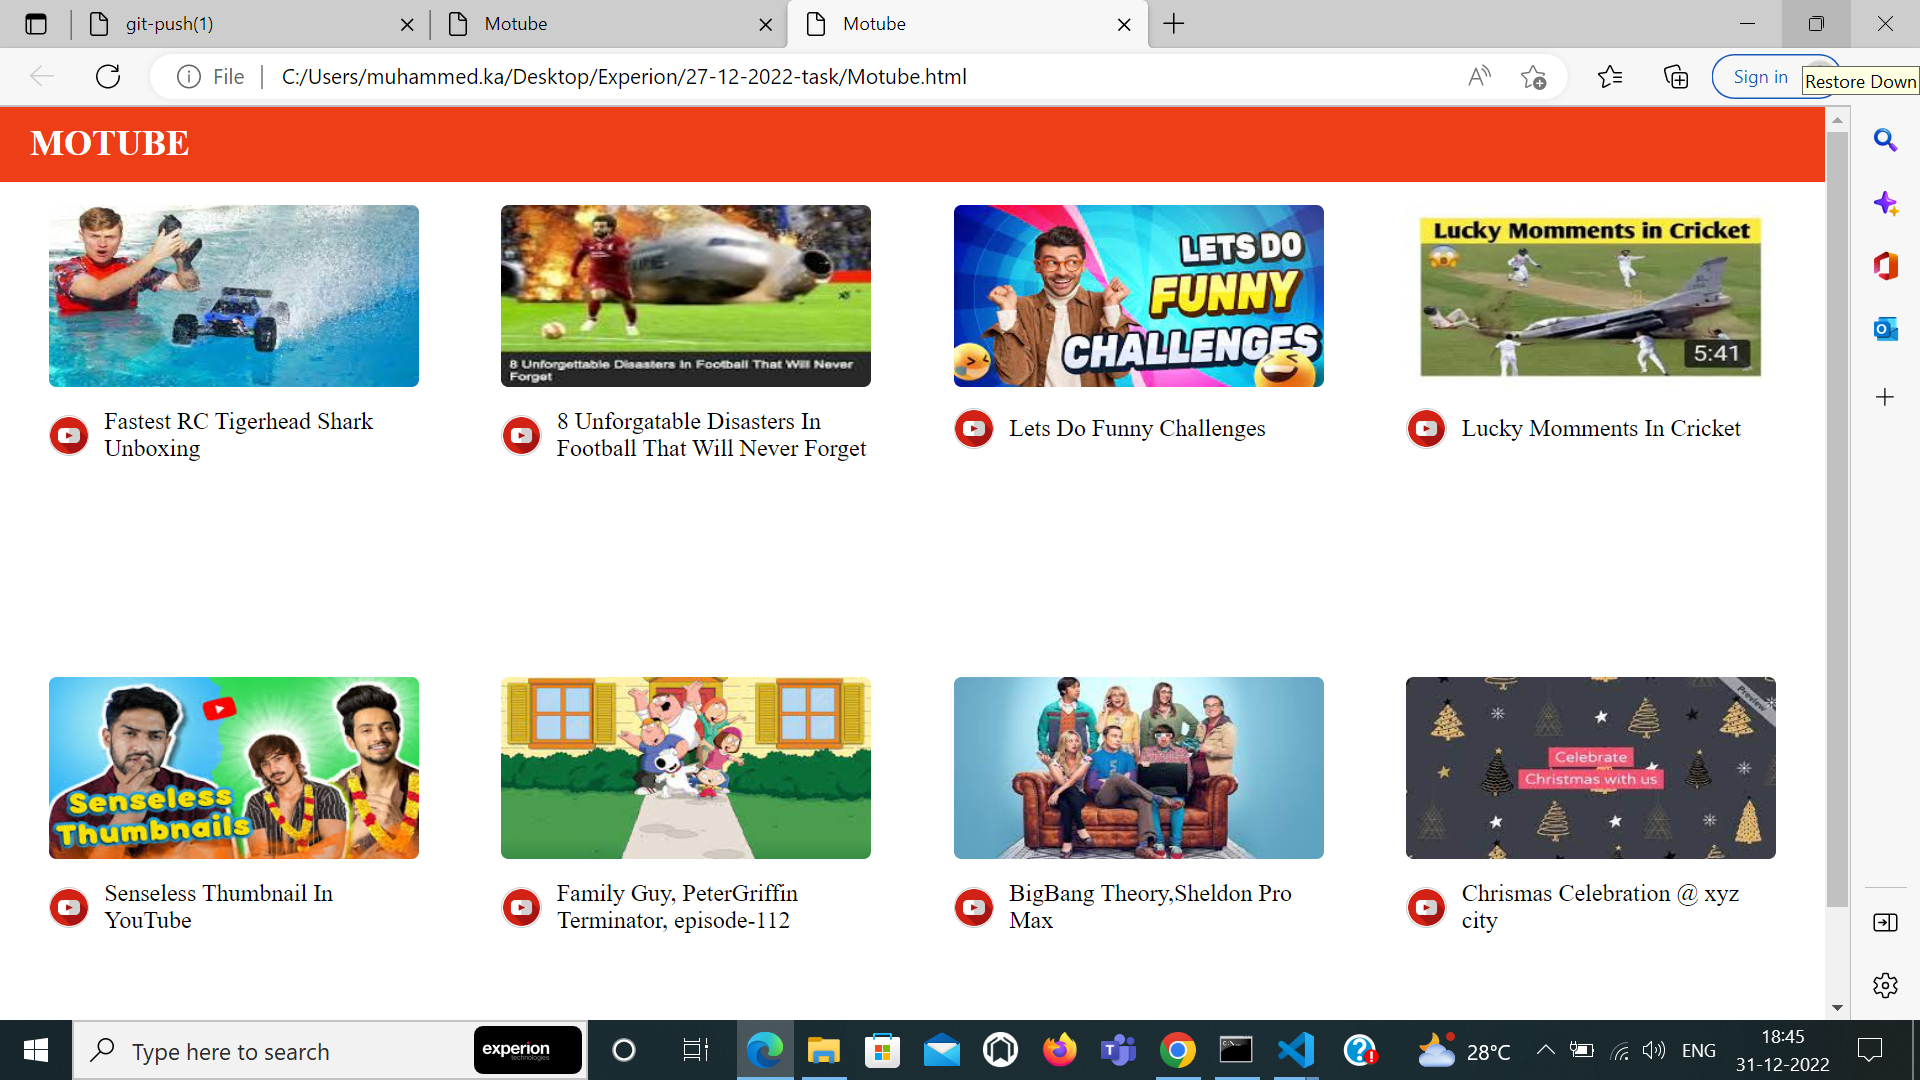 git-push(1)
Motube
Motube
File
C:/Users/muhammed.ka/Desktop/Experion/27-12-2022-task/Motube.html
Sign in
Restore Down
MOTUBE
8 Unforgettable Disasters In Football That Will Never
Forget
LETS DO
FUNNY
CHALLENGES
Lucky Momments in Cricket
5:41
Fastest RC Tigerhead Shark
Unboxing
8 Unforgatable Disasters In
Football That Will Never Forget
Lets Do Funny Challenges
Lucky Momments In Cricket
Senseless
Thumbnails
Preview
Celebrate
Christmas with us
Senseless Thumbnail In
YouTube
Family Guy, PeterGriffin
Terminator, episode-112
BigBang Theory,Sheldon Pro
Max
Chrismas Celebration @ xyz
city
Type here to search
experion
technologies
28°C
ENG
18:45
31-12-2022